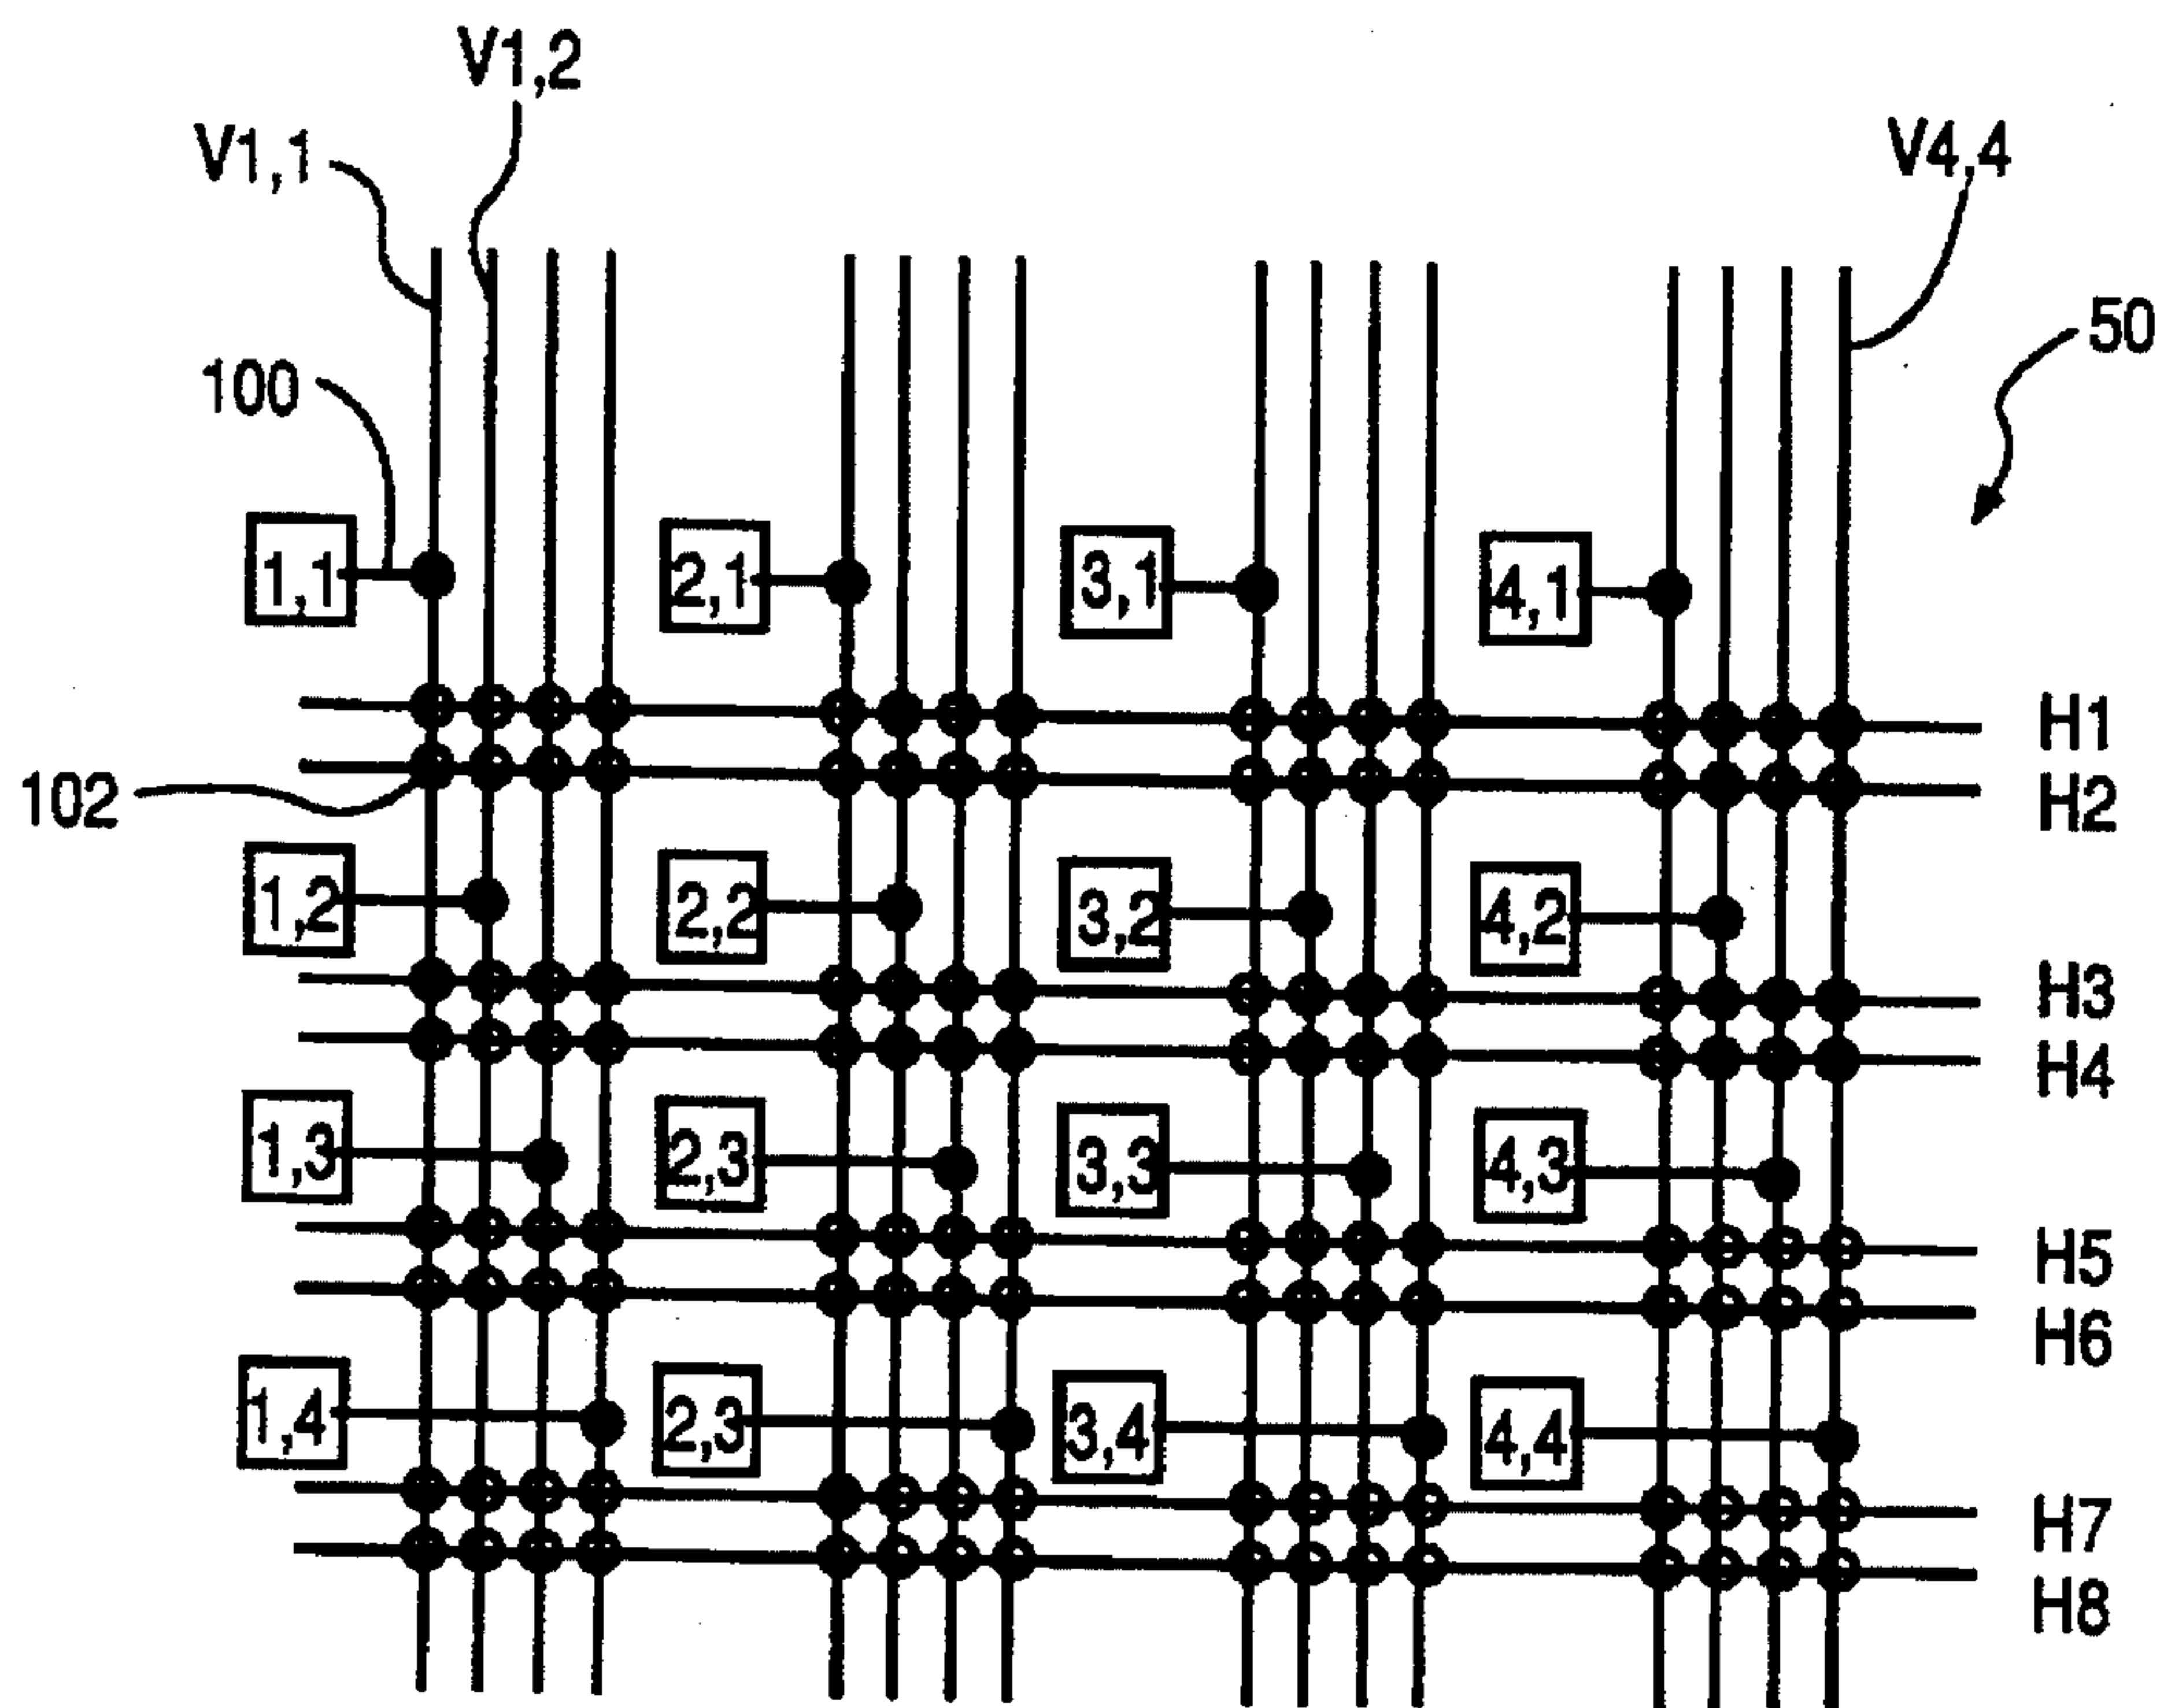 V1,2
V1,1
V4,4
50
100
1,1 2,1 3,1 4,1
H1
H2
102
1,2 2,2 3,2 4,2
H3
H4
1,3 2,3 3,3 4,3
H5
H6
1,4 2,3 3,4 4,4
H7
H8